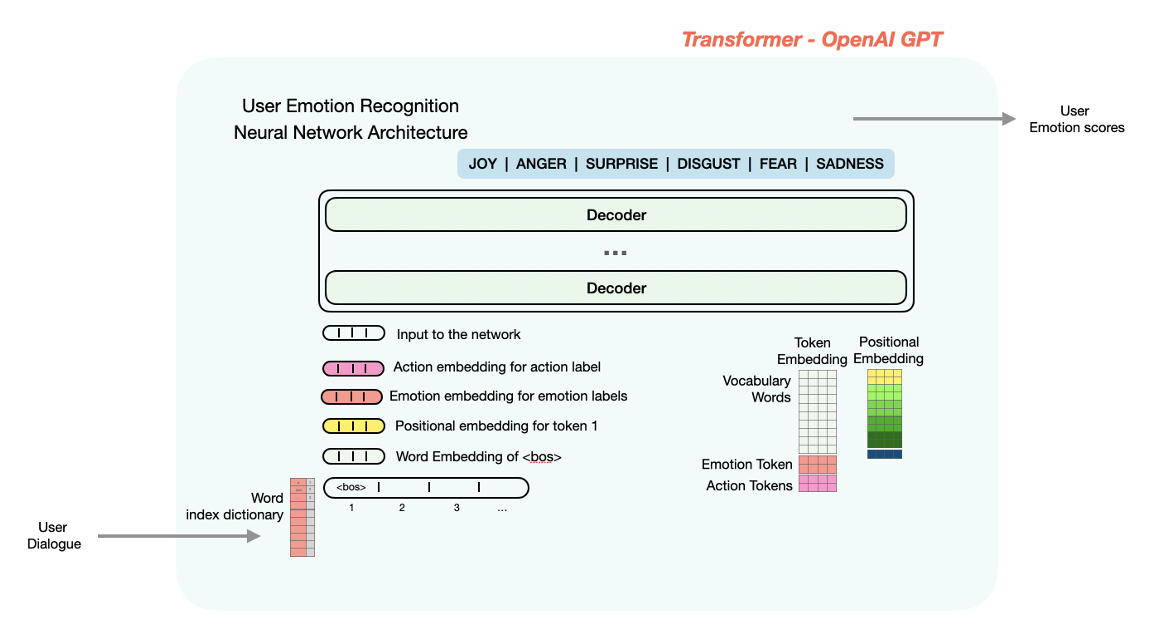 Transformer - OpenAI GPT
User Emotion Recognition
Neural Network Architecture
User
Emotion scores
JOY | ANGER | SURPRISE | DISGUST | FEAR | SADNESS
Decoder
...
Decoder
Input to the network
Action embedding for action label
Emotion embedding for emotion labels
Positional embedding for token 1
Word Embedding of <bos>
<bos>
1 2 3 ...
Word
index dictionary
User
Dialogue
Token
Embedding
Positional
Embedding
Vocabulary
Words
Emotion Token
Action Tokens